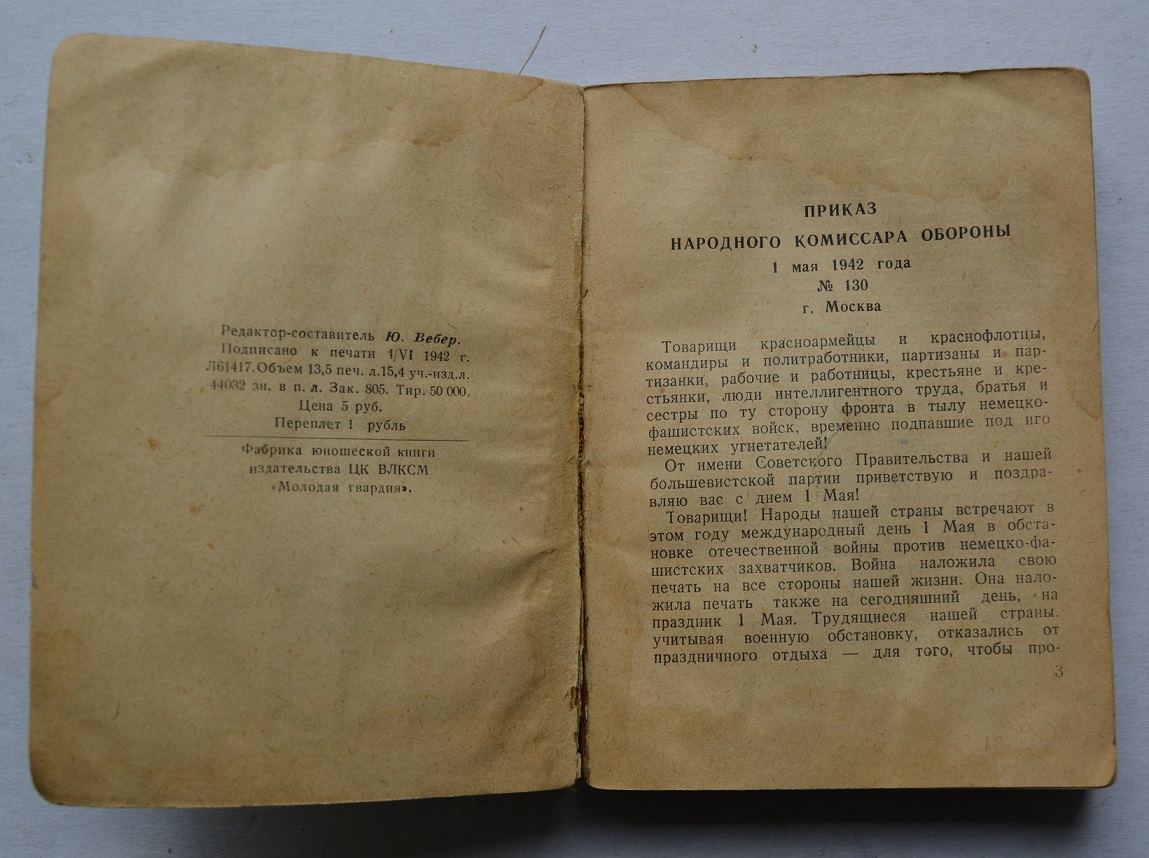 Редактор-составитель Ю. Вебер.
Подписано к печати 1/VI 1942 г.
Л61417.Объем 13,5 печ. л.15,4 уч.-изд.л.
44032 зн. в п. л. Зак. 805. Тир. 50 000.
Цена 5 руб.
Переплет 1 рубль
Фабрика юношеской книги
издательства ЦК ВЛКСМ
«Молодая гвардия».
ПРИКАЗ
НАРОДНОГО КОМИССАРА ОБОРОНЫ
1 мая 1942 года
№ 130
г. Москва
Товарищи красноармейцы и краснофлотцы,
командиры и политработники, партизаны и пар-
тизанки, рабочие и работницы, крестьяне и кре-
стьянки, люди интеллигентного труда, братья и
сестры по ту сторону фронта в тылу немецко-
фашистских войск, временно подпавшие под иго
немецких угнетателей!
От имени Советского Правительства и нашей
большевистской партии приветствую и поздра-
вляю вас с днем 1 Мая!
Товарищи! Народы нашей страны встречают в
этом году международный день 1 Мая в обста-
новке отечественной войны против немецко-фа-
шистских захватчиков. Война наложила свою
печать на все стороны нашей жизни. Она нало-
жила печать также на сегодняшний день, на
праздник 1 Мая. Трудящиеся нашей страны.
учитывая военную обстановку, отказались от
праздничного отдыха — для того, чтобы про-
3